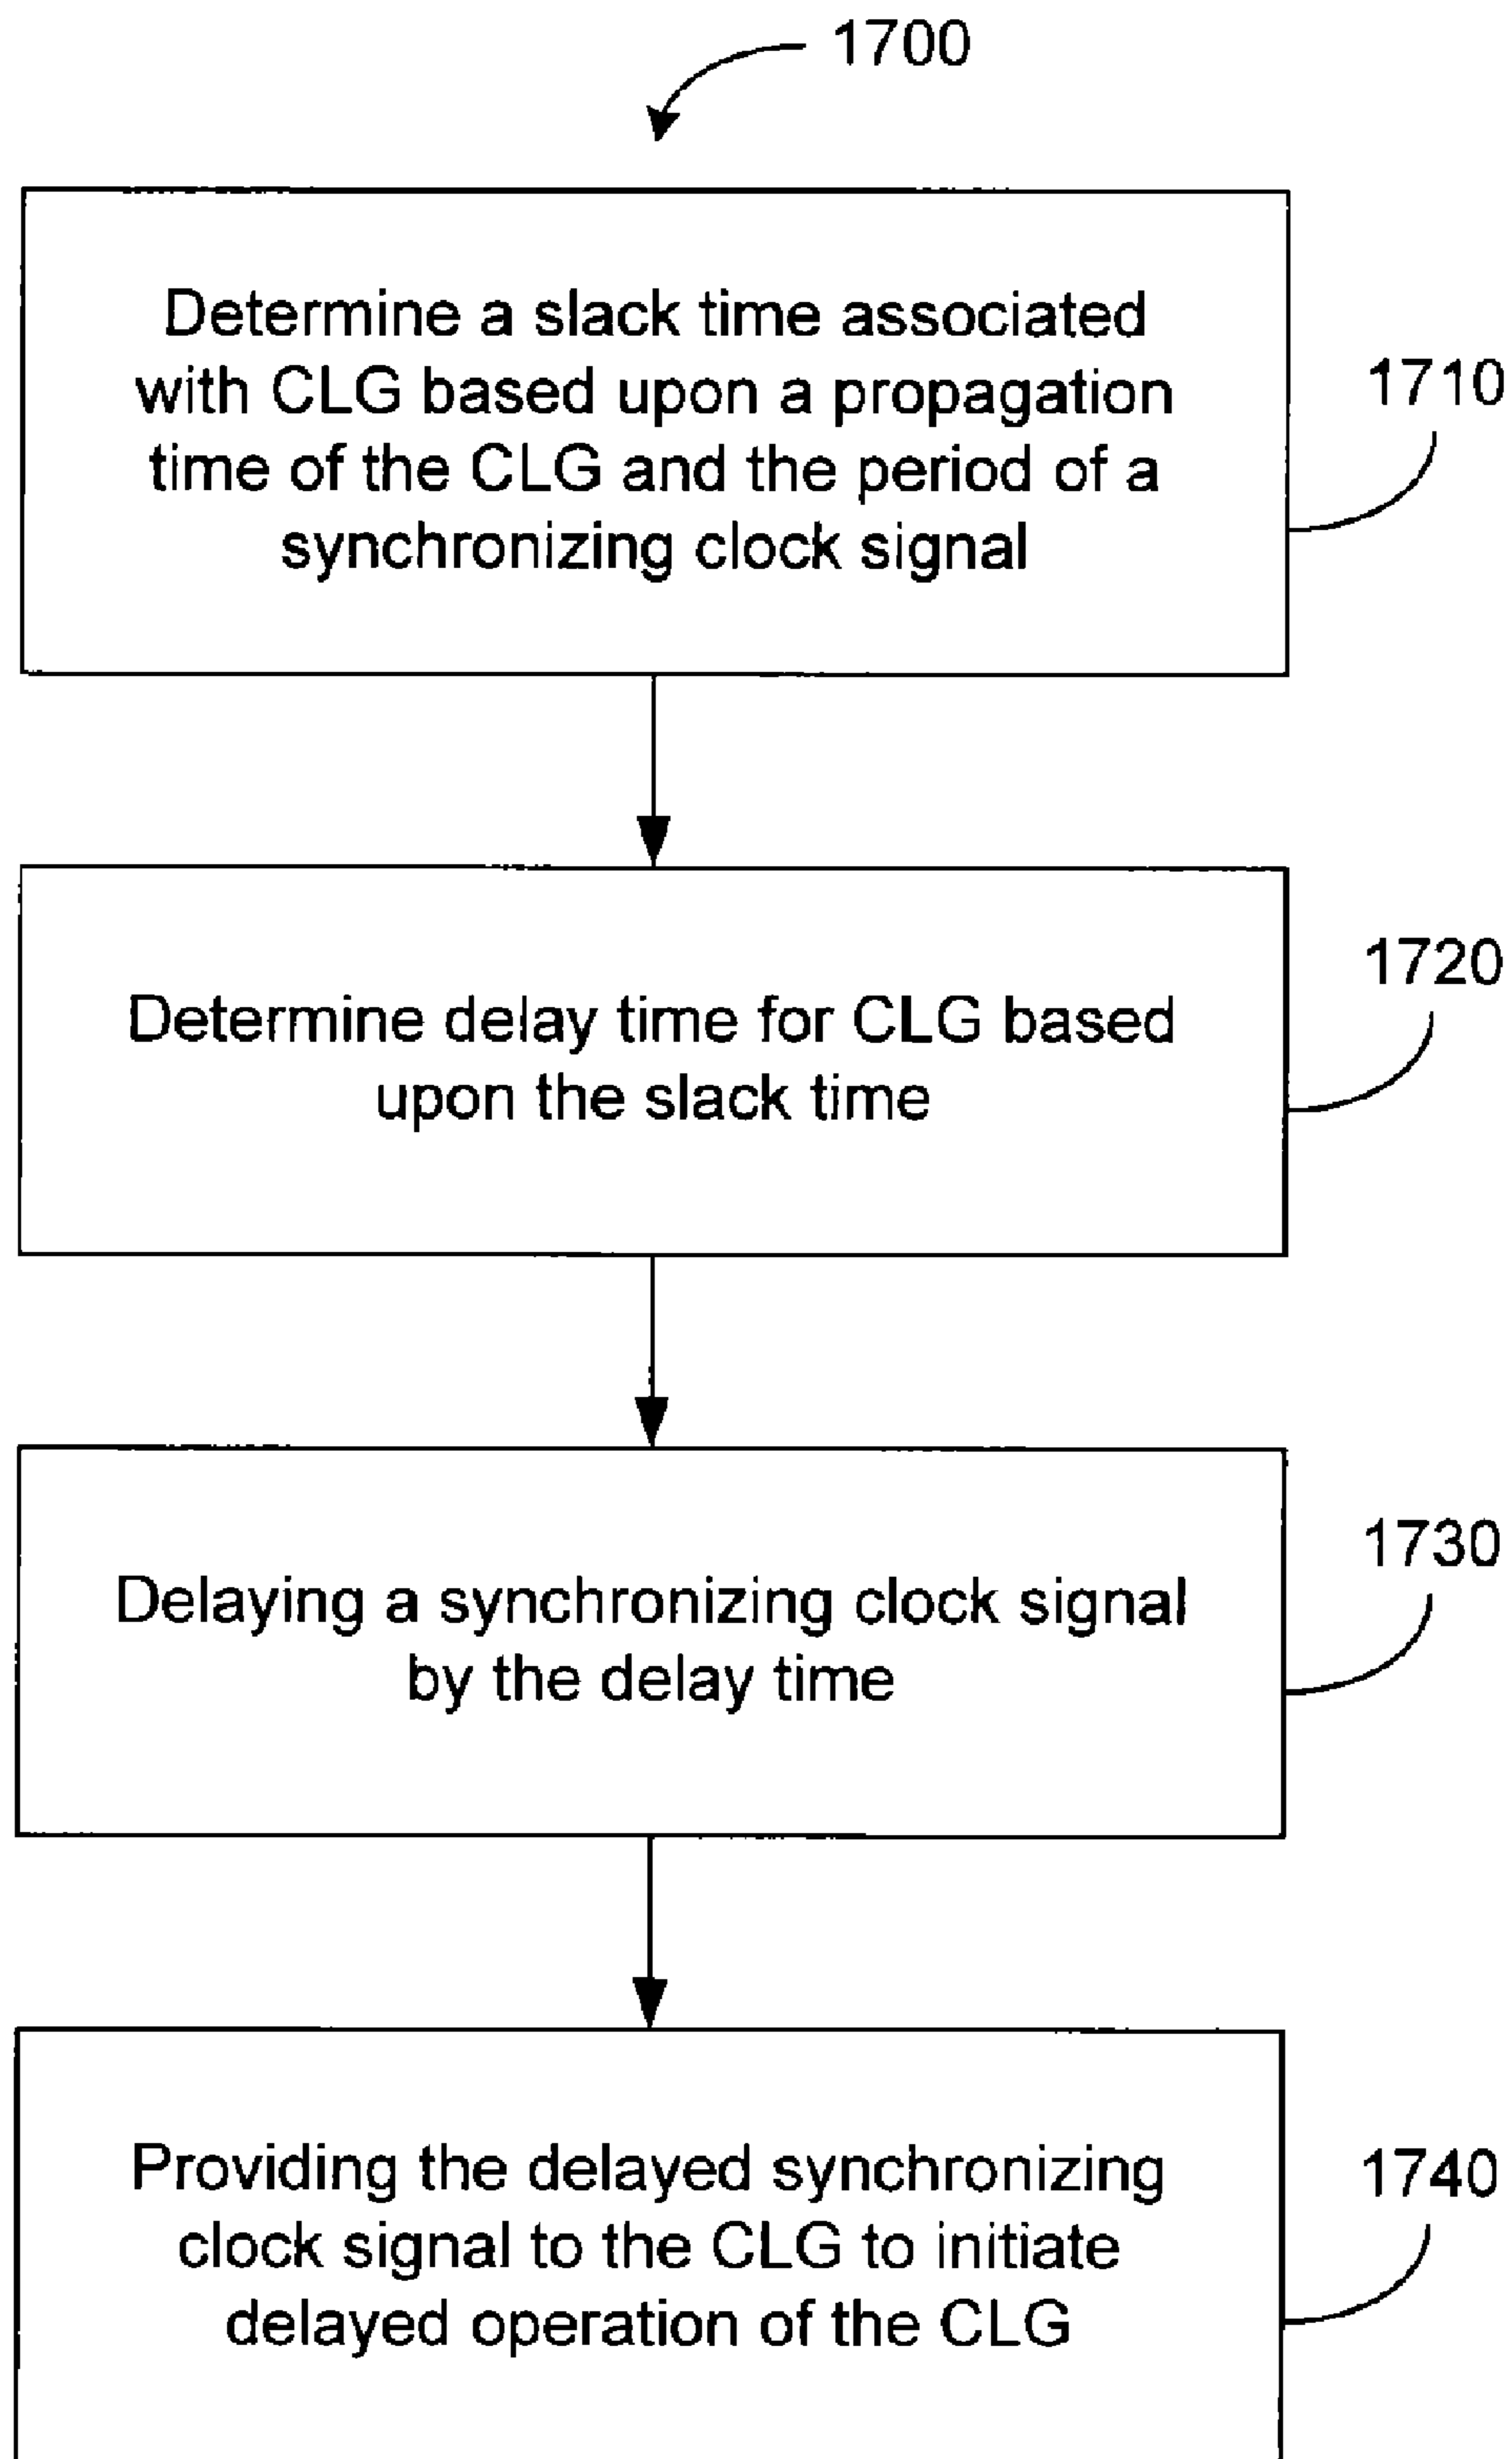 1700
Determine a slack time associated
with CLG based upon a propagation
time of the CLG and the period of a
synchronizing clock signal
1710
Determine delay time for CLG based
upon the slack time
1720
Delaying a synchronizing clock signal
by the delay time
1730
Providing the delayed synchronizing
clock signal to the CLG to initiate
delayed operation of the CLG
1740